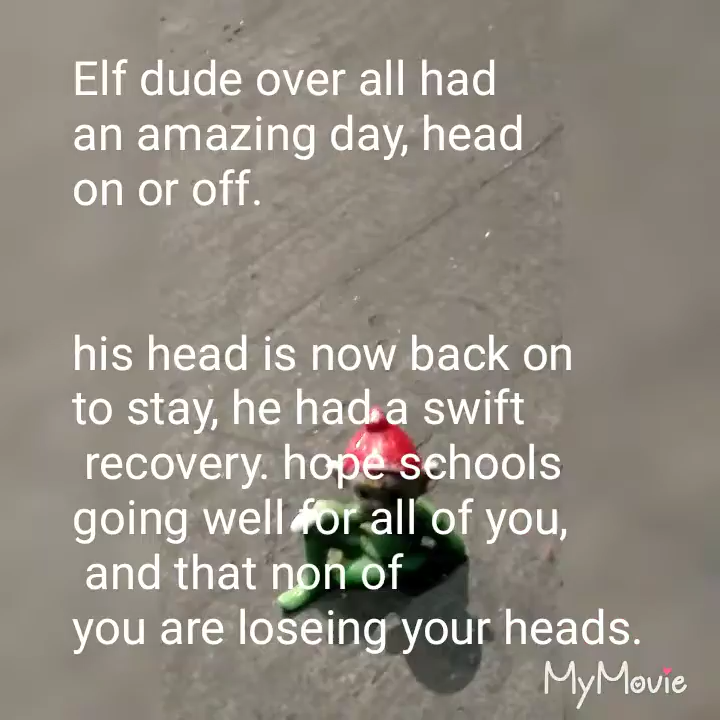 Elf dude over all had
an amazing day, head
on or off.
his head is now back on
to stay, he had a swift
recovery. hope schools
going well for all of you,
and that non of
you are loseing your heads.
MyMovie